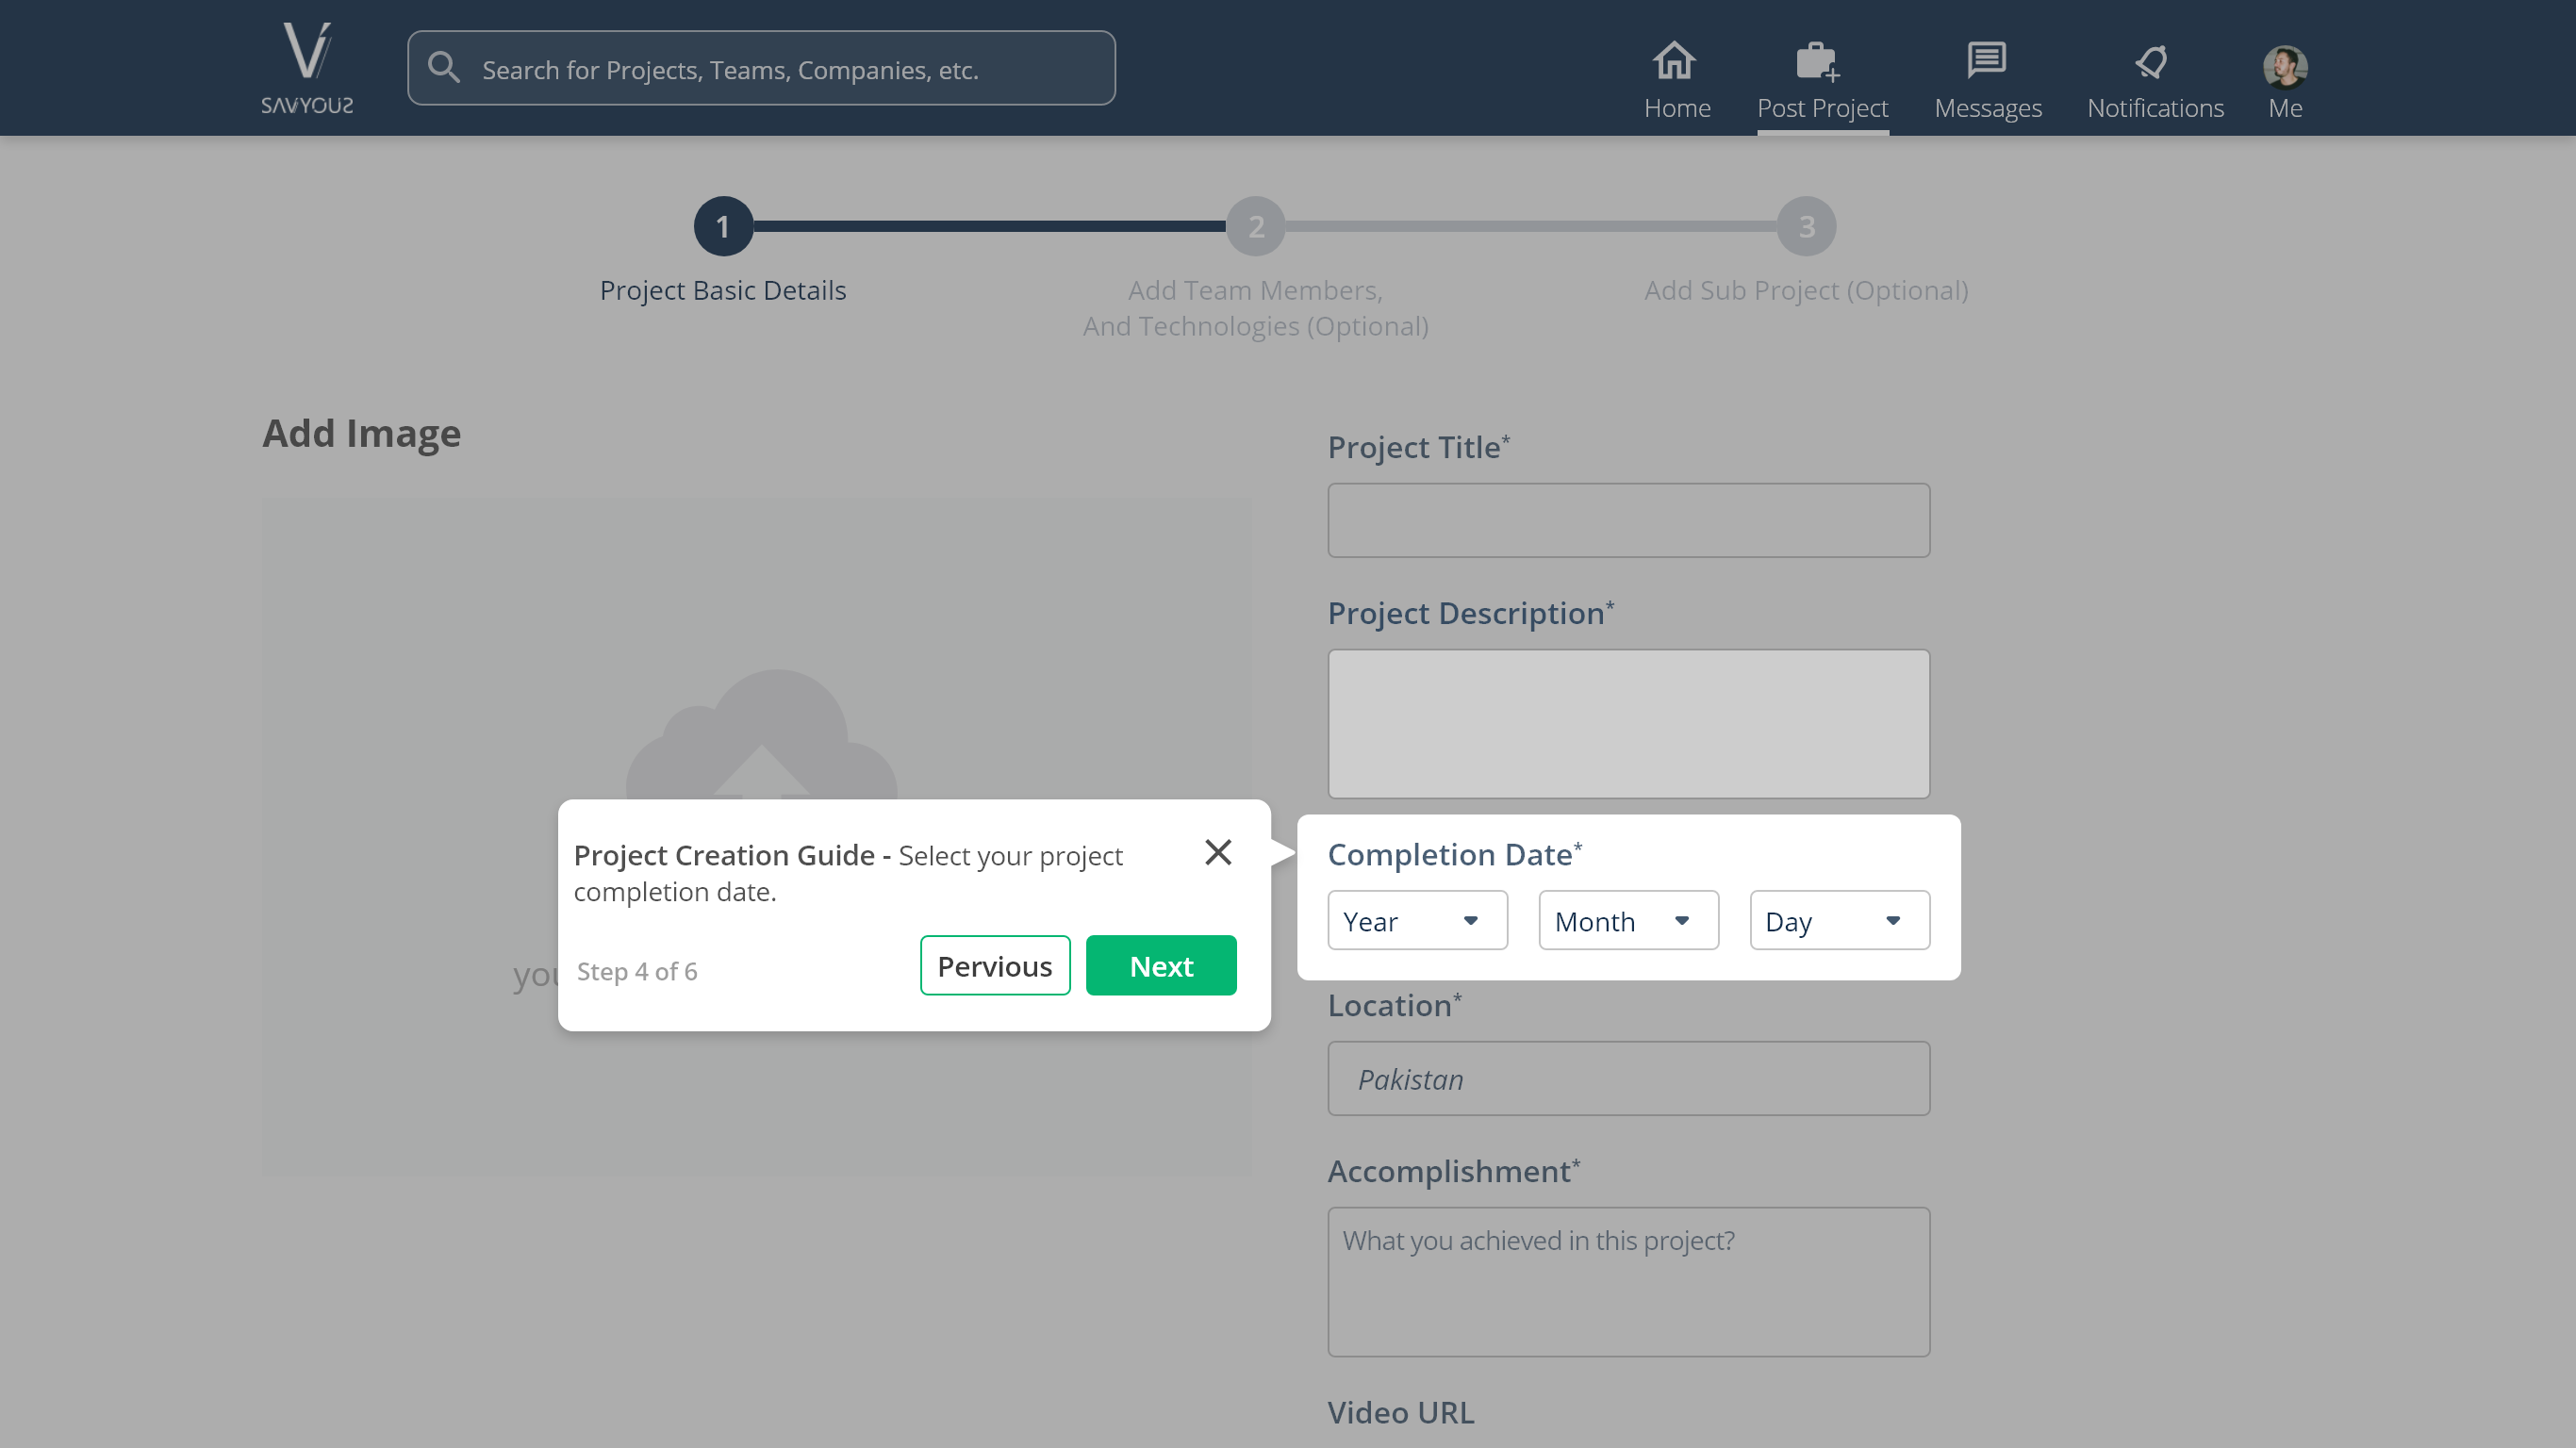 SAVYOUS
Search for Projects, Teams, Companies, etc.
Home
Post Project
Messages
Notifications
Me
1
2
3
Project Basic Details
Add Team Members,
And Technologies (Optional)
Add Sub Project (Optional)
Add Image
Project Title*
Project Description*
Project Creation Guide - Select your project
completion date.
Step 4 of 6
Pervious
Next
Completion Date*
Year
Month
Day
Location*
Pakistan
Accomplishment*
What you achieved in this project?
Video URL